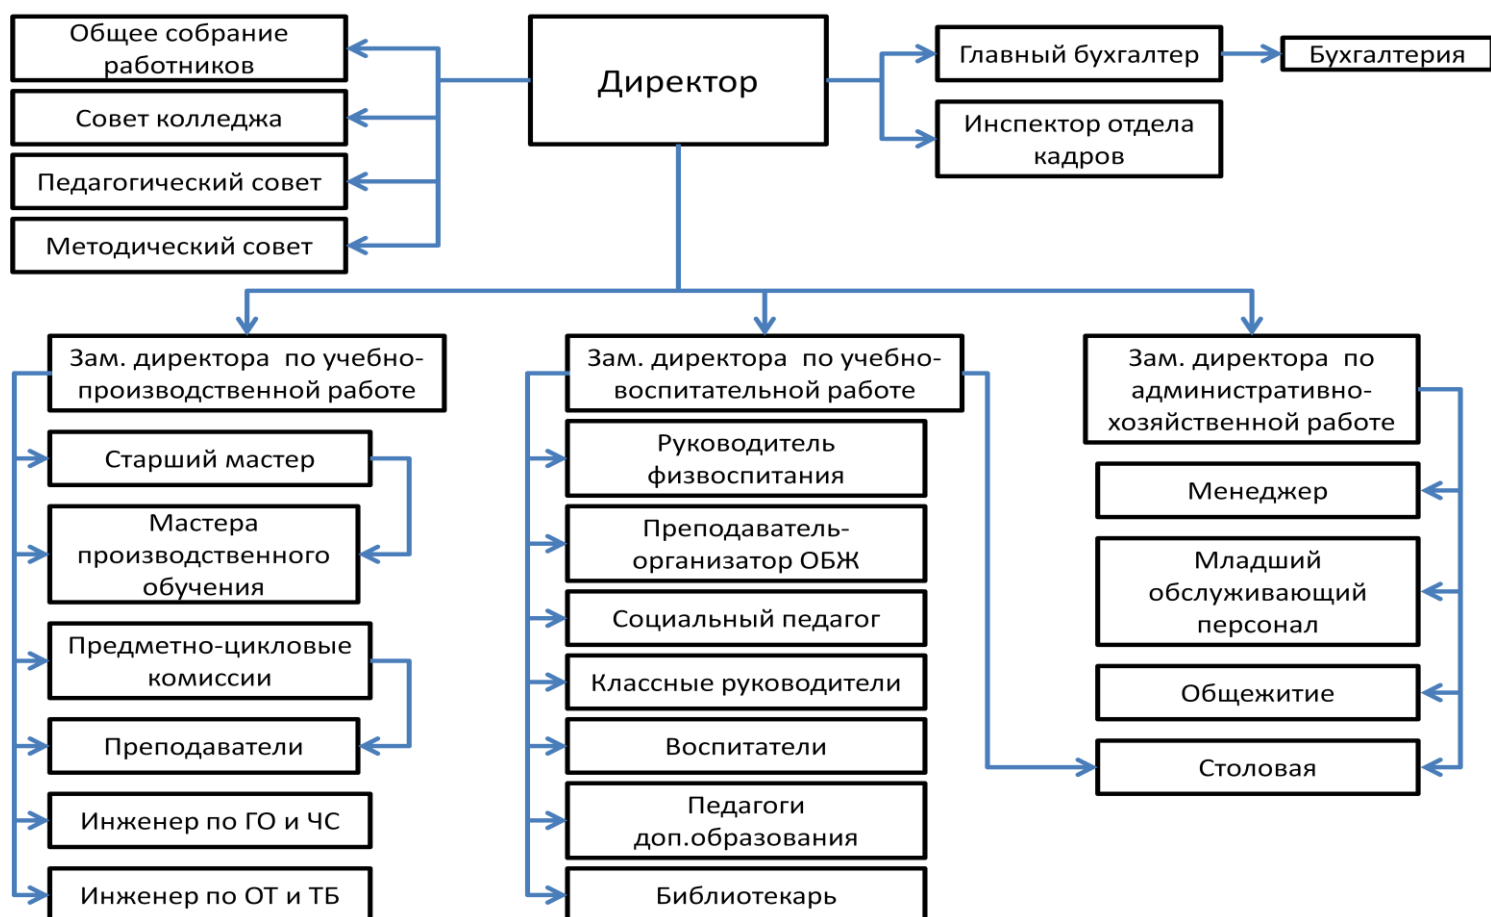 Общее собрание
работников
Совет колледжа
Педагогический совет
Методический совет
Директор
Главный бухгалтер
Бухгалтерия
Инспектор отдела
кадров
Зам. директора по учебно-
производственной работе
Старший мастер
Мастера
производственного
обучения
Предметно-цикловые
комиссии
Преподаватели
Инженер по ГО и ЧС
Инженер по ОТ и ТБ
Зам. директора по учебно-
воспитательной работе
Руководитель
физвоспитания
Преподаватель-
организатор ОБЖ
Социальный педагог
Классные руководители
Воспитатели
Педагоги
доп.образования
Библиотекарь
Зам. директора по
административно-
хозяйственной работе
Менеджер
Младший
обслуживающий
персонал
Общежитие
Столовая